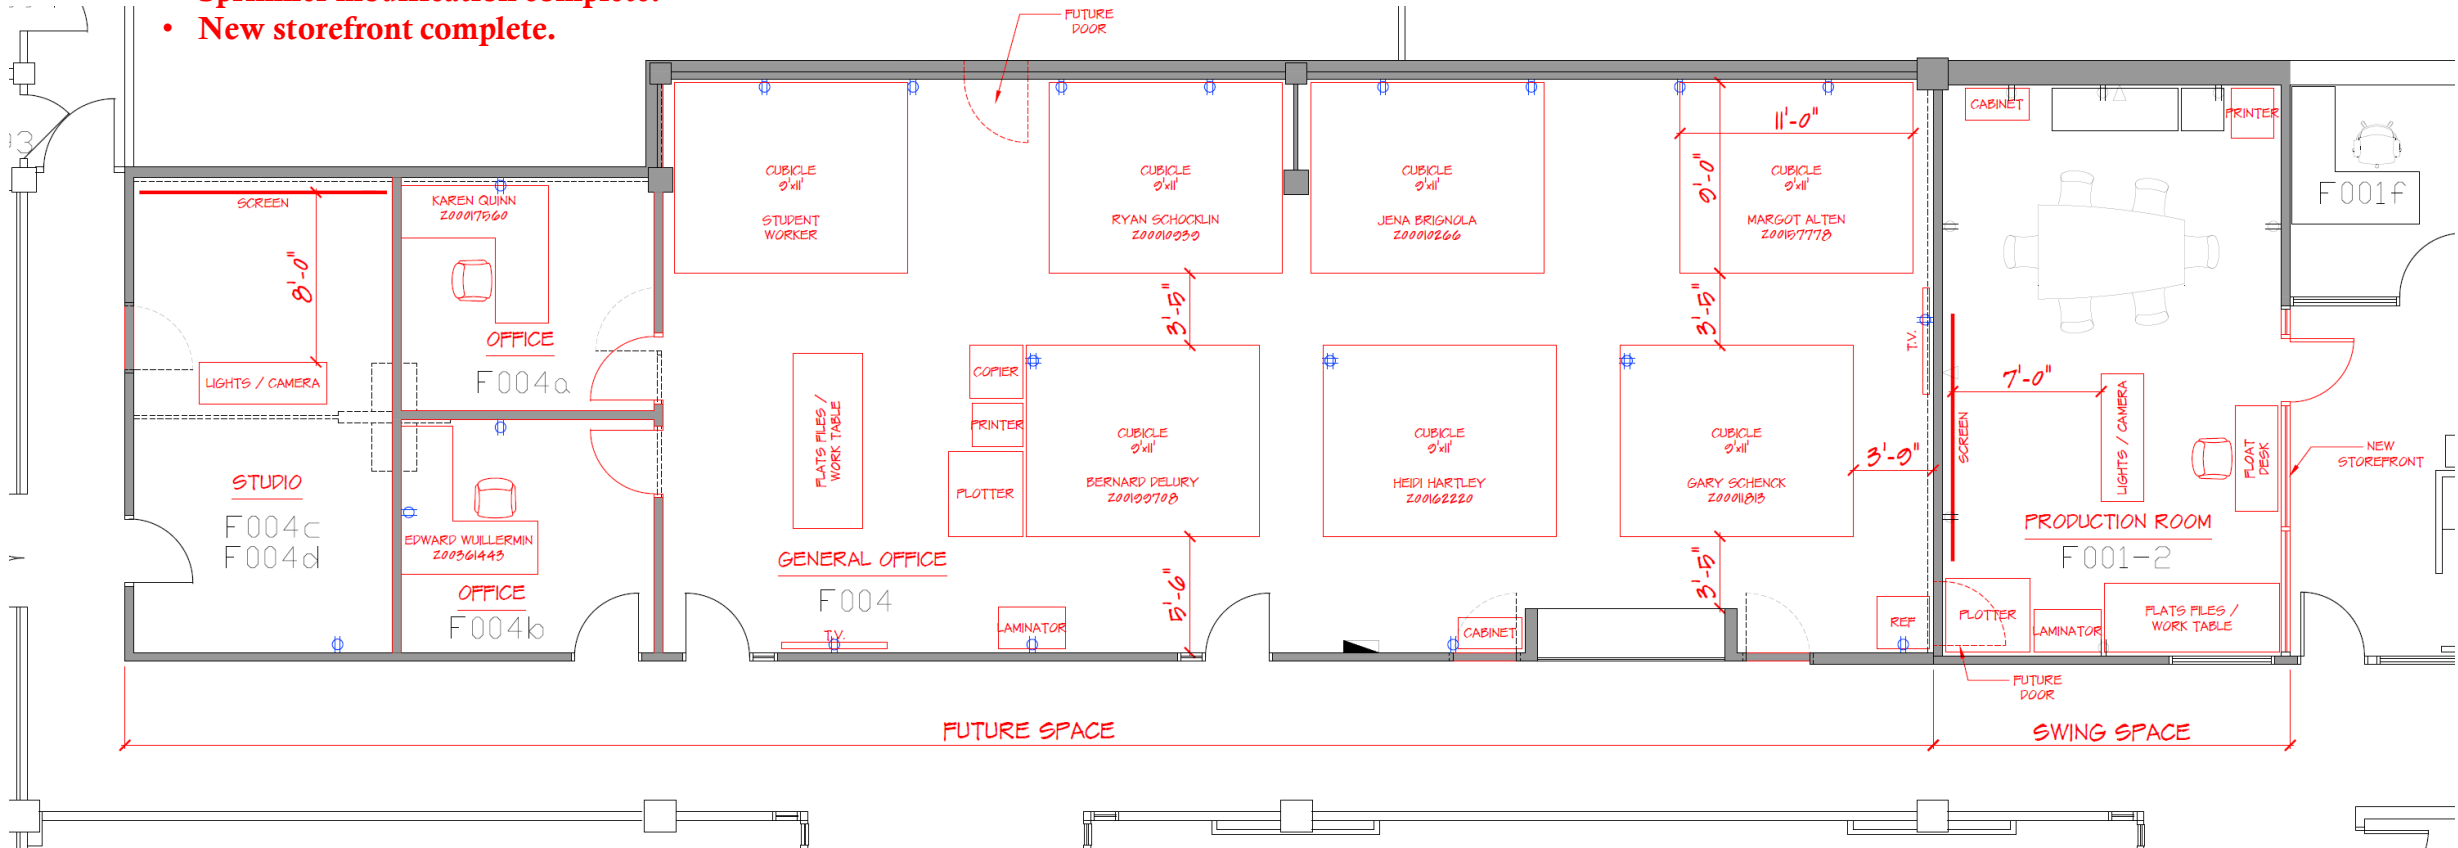 • New storefront complete.
FUTURE
DOOR
CUBICLE
9'x11'
STUDENT
WORKER
CUBICLE
9'x11'
RYAN SCHOCKLIN
Z00010939
CUBICLE
9'x11'
JENA BRIGNOLA
Z00010266
11'-0"
9'-0"
CUBICLE
9'x11'
MARGOT ALTEN
Z00157778
CABINET
PRINTER
F001f
SCREEN
8'-0"
LIGHTS / CAMERA
STUDIO
F004c
F004d
KAREN QUINN
Z00017560
OFFICE
F004a
EDWARD WUILLERMIN
Z00361443
OFFICE
F004b
3'-5"
3'-5"
FLATS FILES /
WORK TABLE
COPIER
PRINTER
PLOTTER
CUBICLE
9'x11'
BERNARD DELURY
Z00199708
CUBICLE
9'x11'
HEIDI HARTLEY
Z00162220
CUBICLE
9'x11'
GARY SCHENCK
Z00011813
3'-9"
T.V.
GENERAL OFFICE
F004
T.V.
LAMINATOR
5'-6"
3'-5"
CABINET
REF
SCREEN
7'-0"
LIGHTS / CAMERA
FLOAT
DESK
NEW
STOREFRONT
PRODUCTION ROOM
F001-2
PLOTTER
LAMINATOR
FLATS FILES /
WORK TABLE
FUTURE
DOOR
FUTURE SPACE
SWING SPACE